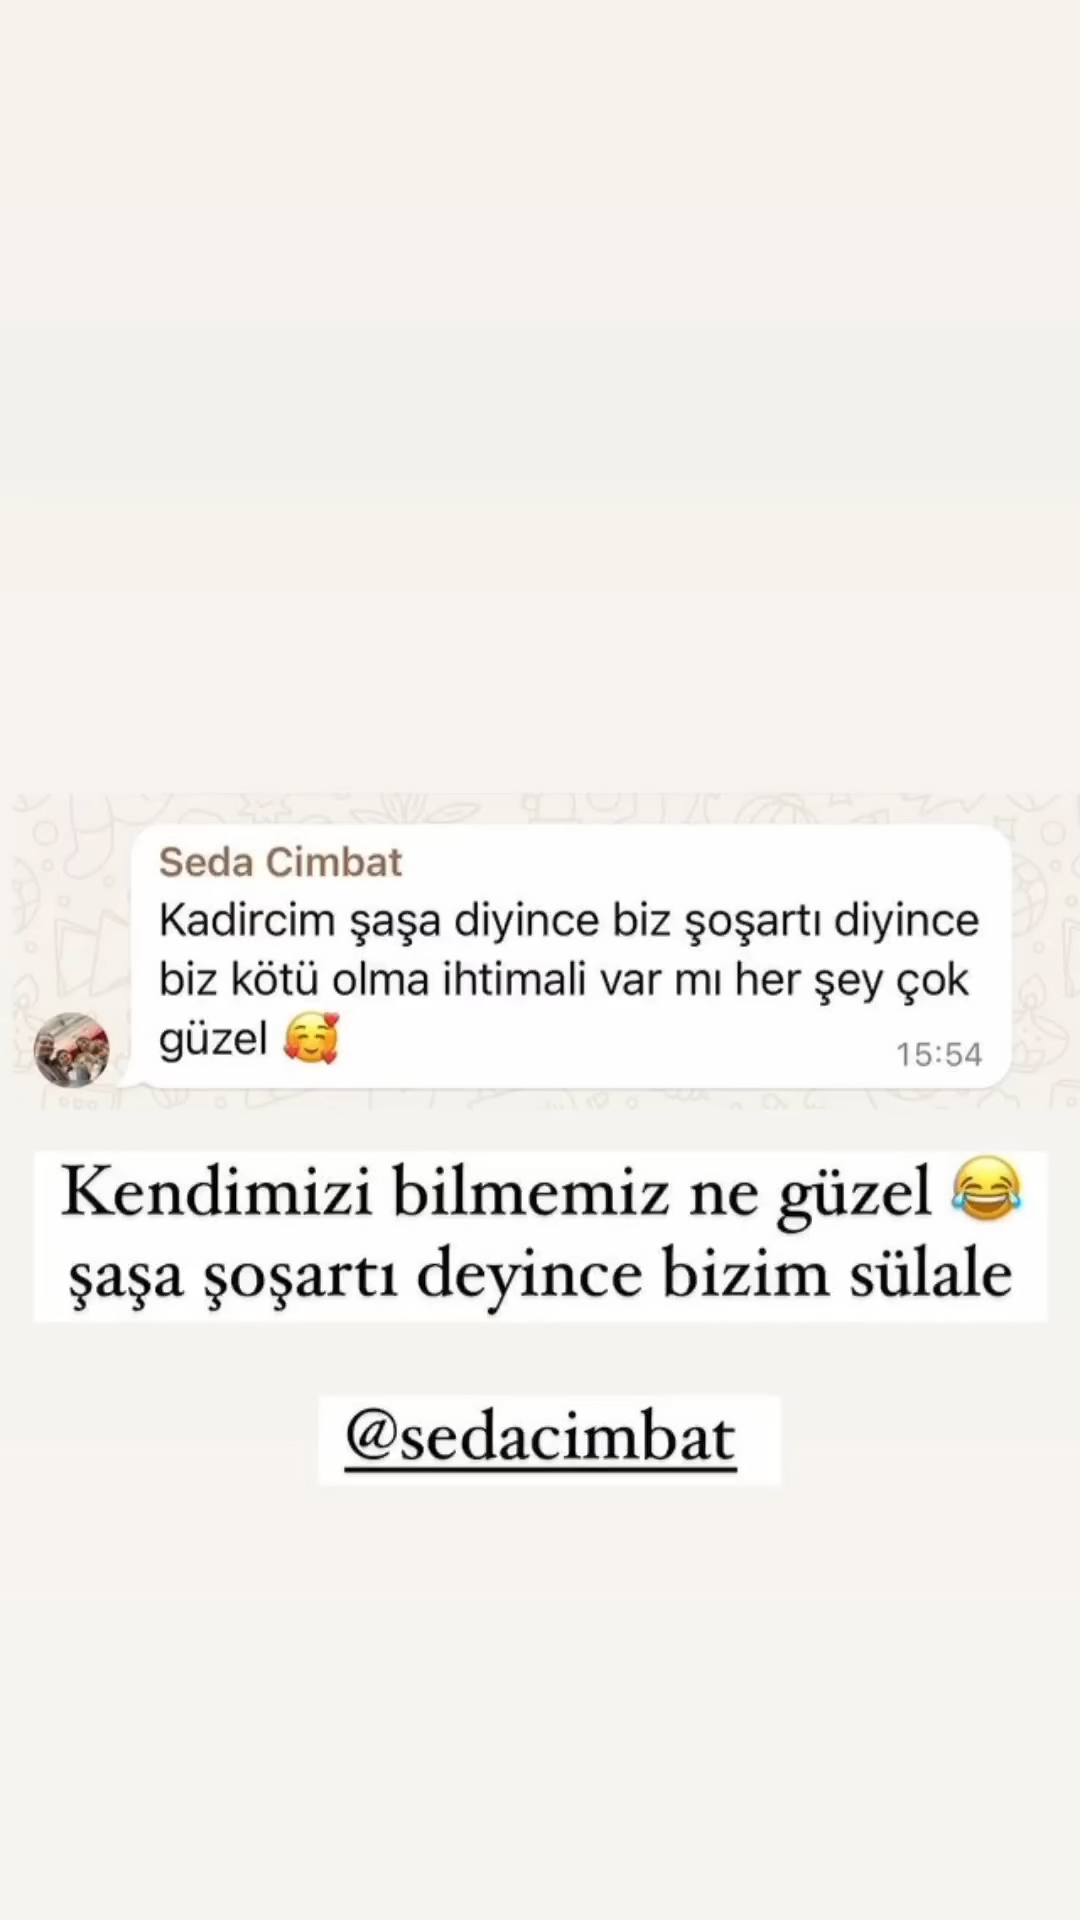 Seda Cimbat
Kadircim şaşa diyince biz şoşartı diyince
biz kötü olma ihtimali var mı her şey çok
güzel 🥰
15:54
Kendimizi bilmemiz ne güzel 😂
şaşa şoşartı deyince bizim sülale
@sedacimbat